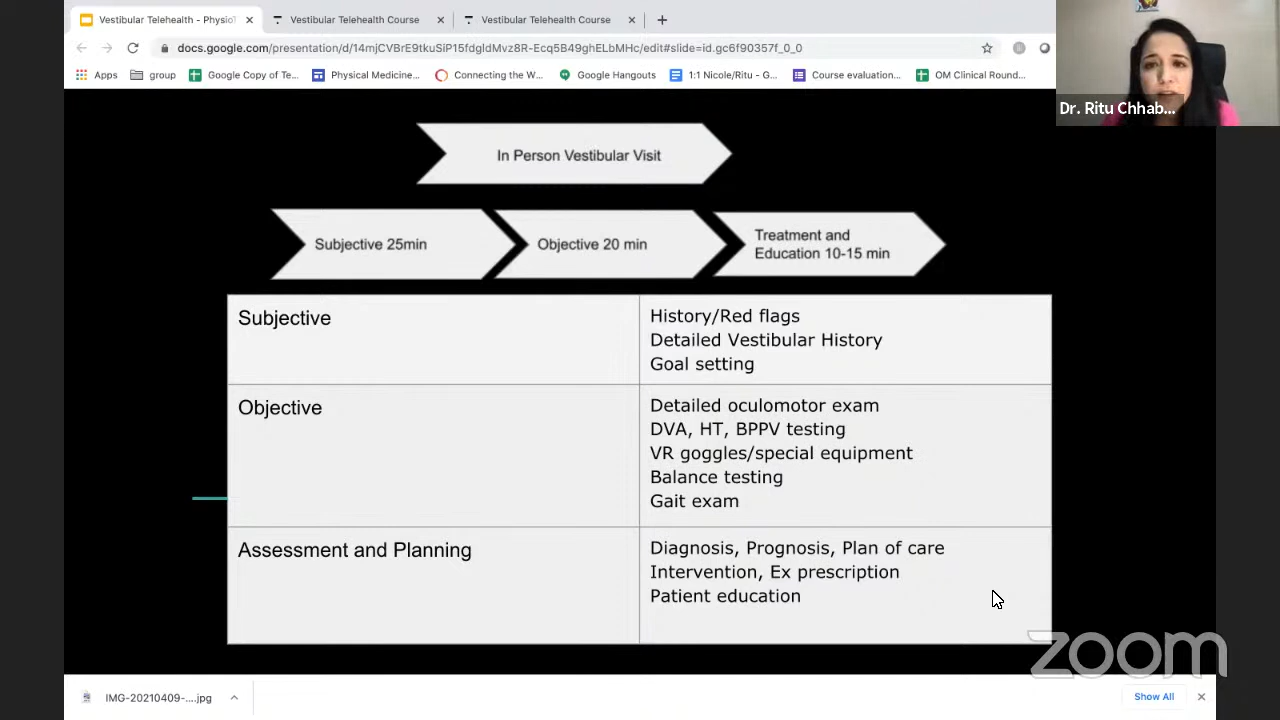 Vestibular Telehealth - Physio
Vestibular Telehealth Course
Vestibular Telehealth Course
docs.google.com/presentation/d/14mjCVBrE9tkuSiP15fdgldMvz8R-Ecq5B49ghELbMHc/edit#slide=id.gc6f90357f_0_0
Apps
group
Google Copy of Te...
Physical Medicine...
Connecting the W...
Google Hangouts
1:1 Nicole/Ritu - G...
Course evaluation...
OM Clinical Round...
Dr. Ritu Chhab...
In Person Vestibular Visit
Subjective 25min
Objective 20 min
Treatment and
Education 10-15 min
Subjective
History/Red flags
Detailed Vestibular History
Goal setting
Objective
Detailed oculomotor exam
DVA, HT, BPPV testing
VR goggles/special equipment
Balance testing
Gait exam
Assessment and Planning
Diagnosis, Prognosis, Plan of care
Intervention, Ex prescription
Patient education
zoom
IMG-20210409-....jpg
Show All